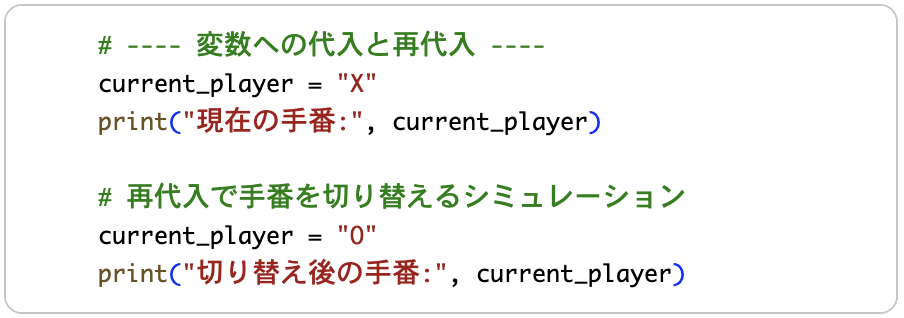 # ---- 変数への代入と再代入 ----
current_player = "X"
print("現在の手番:", current_player)
# 再代入で手番を切り替えるシミュレーション
current_player = "O"
print("切り替え後の手番:", current_player)